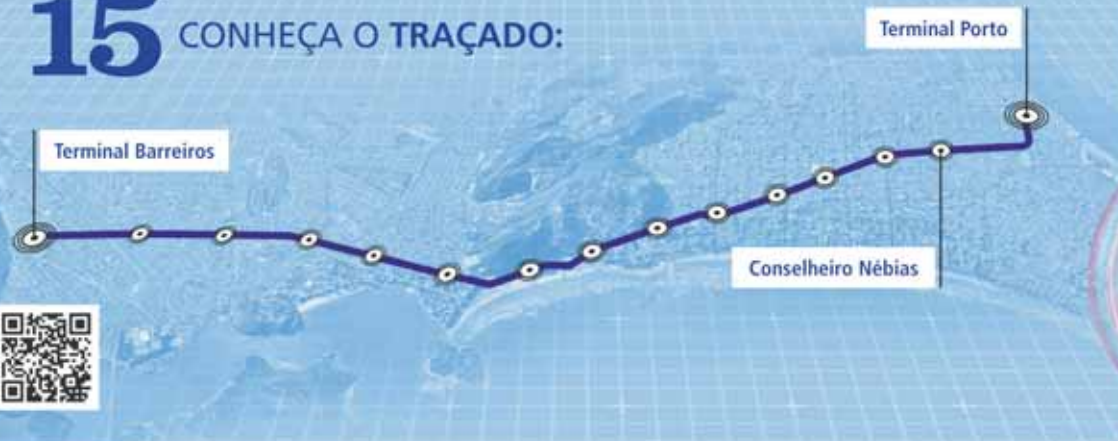 15 CONHEÇA O TRAÇADO:
Terminal Porto
Terminal Barreiros
Conselheiro Nébias